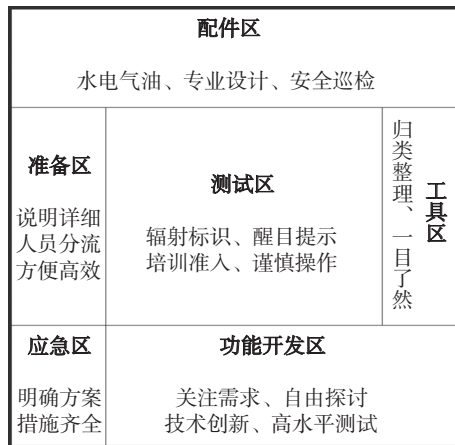 配件区
水电气油、专业设计、安全巡检
准备区
说明详细
人员分流
方便高效
测试区
辐射标识、醒目提示
培训准入、谨慎操作
工具区
归类整理、一目了然
应急区
明确方案
措施齐全
功能开发区
关注需求、自由探讨
技术创新、高水平测试